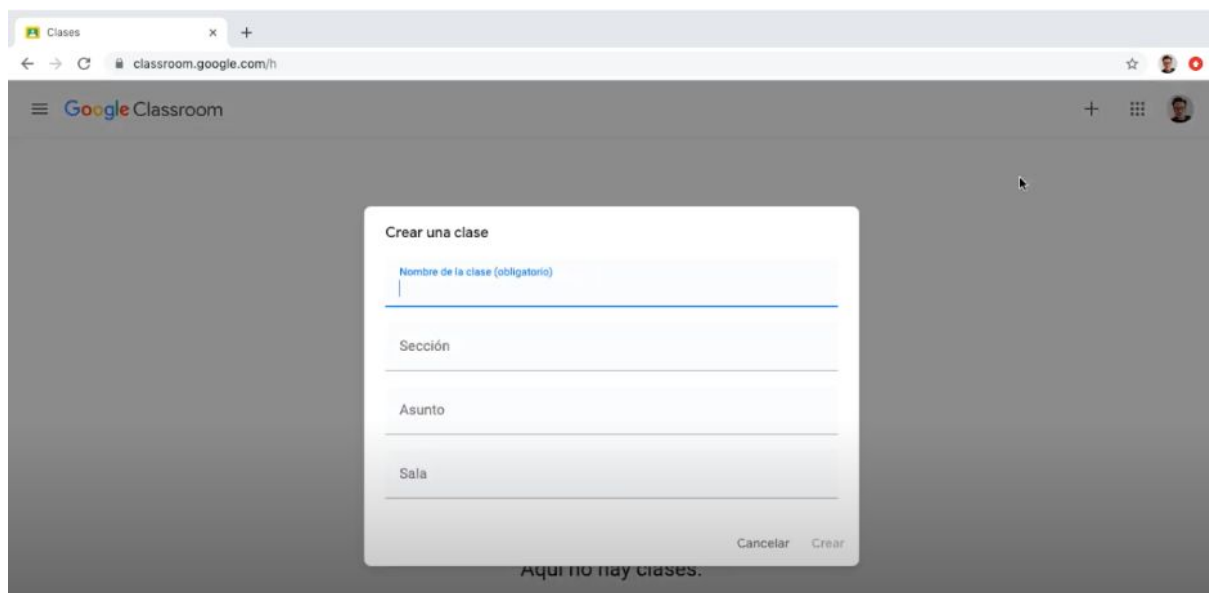 Clases
classroom.google.com/h
Google Classroom
Crear una clase
Nombre de la clase (obligatorio)
Sección
Asunto
Sala
Cancelar Crear
Aquí no hay clases.